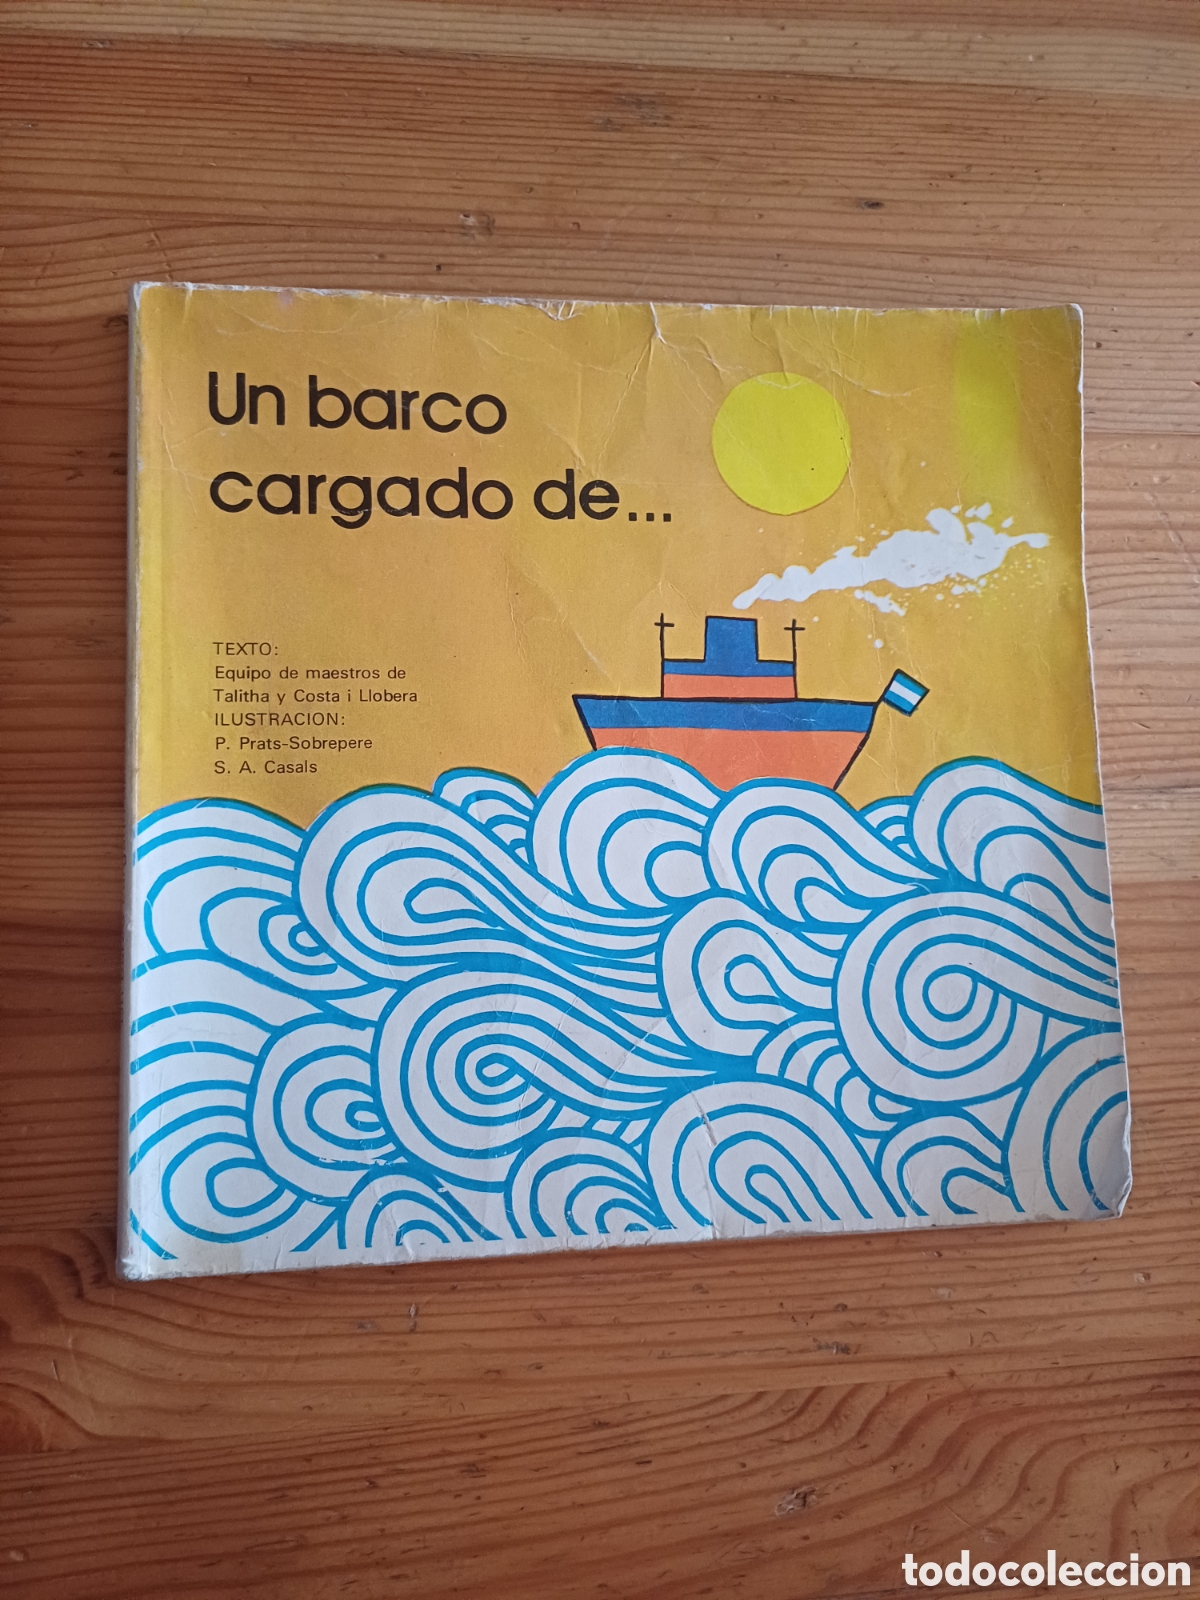 Un barco
cargado de...
TEXTO:
Equipo de maestros de
Talitha y Costa i Llobera
ILUSTRACION:
P. Prats-Sobrepere
S. A. Casals
todocoleccion